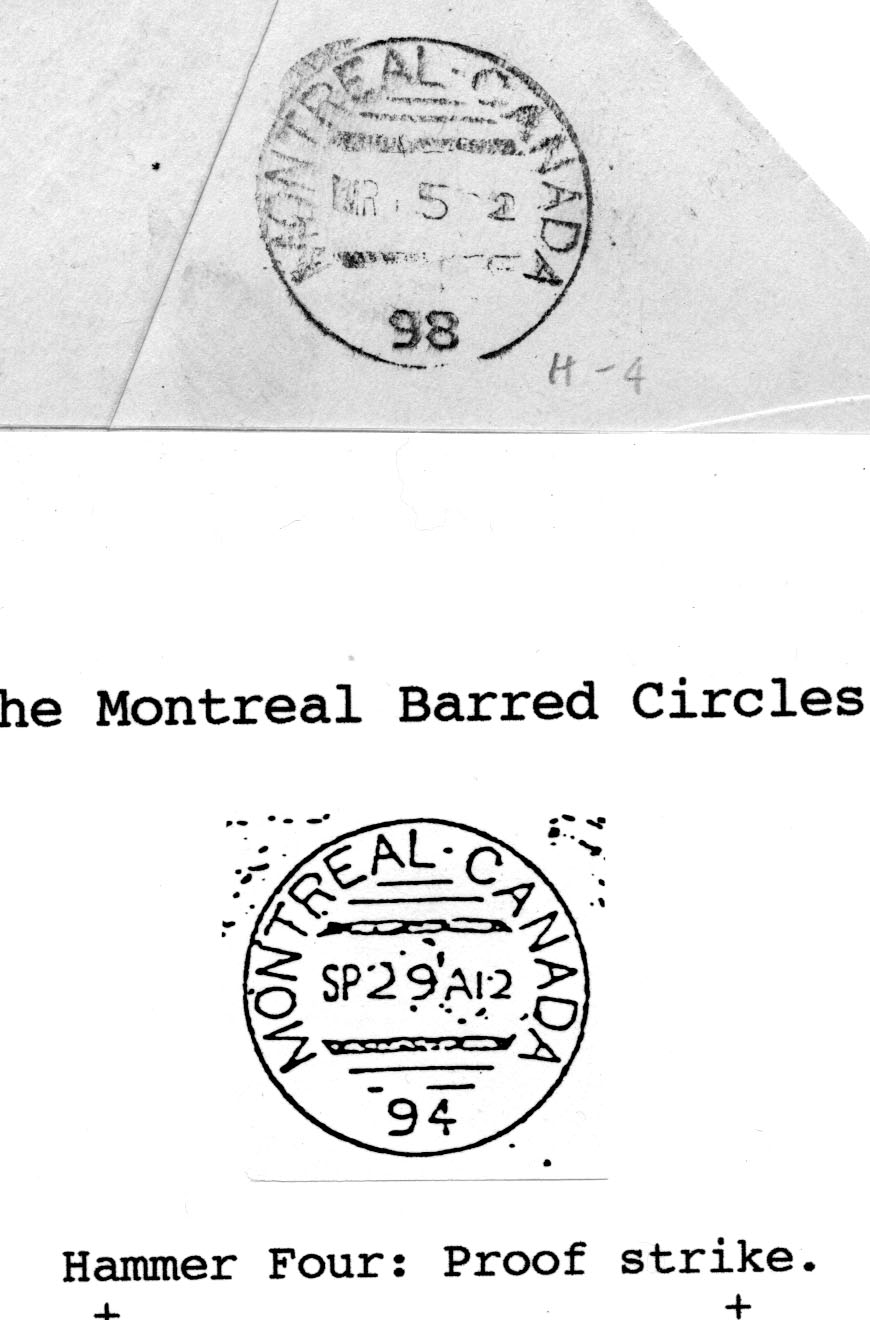 MONTREAL · CANADA
MR 5 2
98
H - 4
he Montreal Barred Circles
MONTREAL · CANADA
SP 29 A12
94
Hammer Four: Proof strike.
+ +